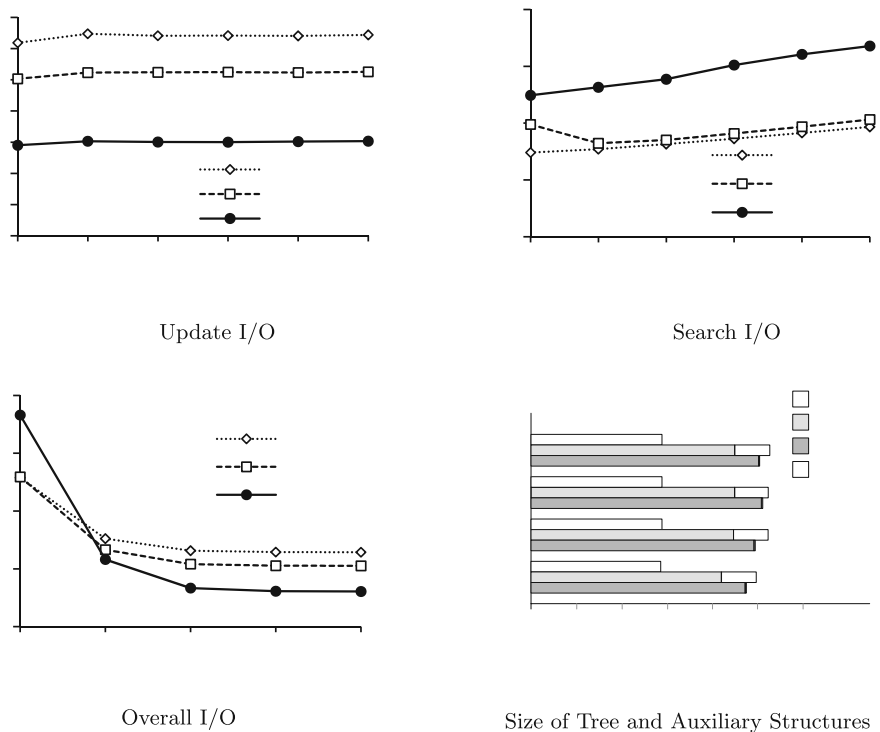 Update I/O
Search I/O
Overall I/O
Size of Tree and Auxiliary Structures